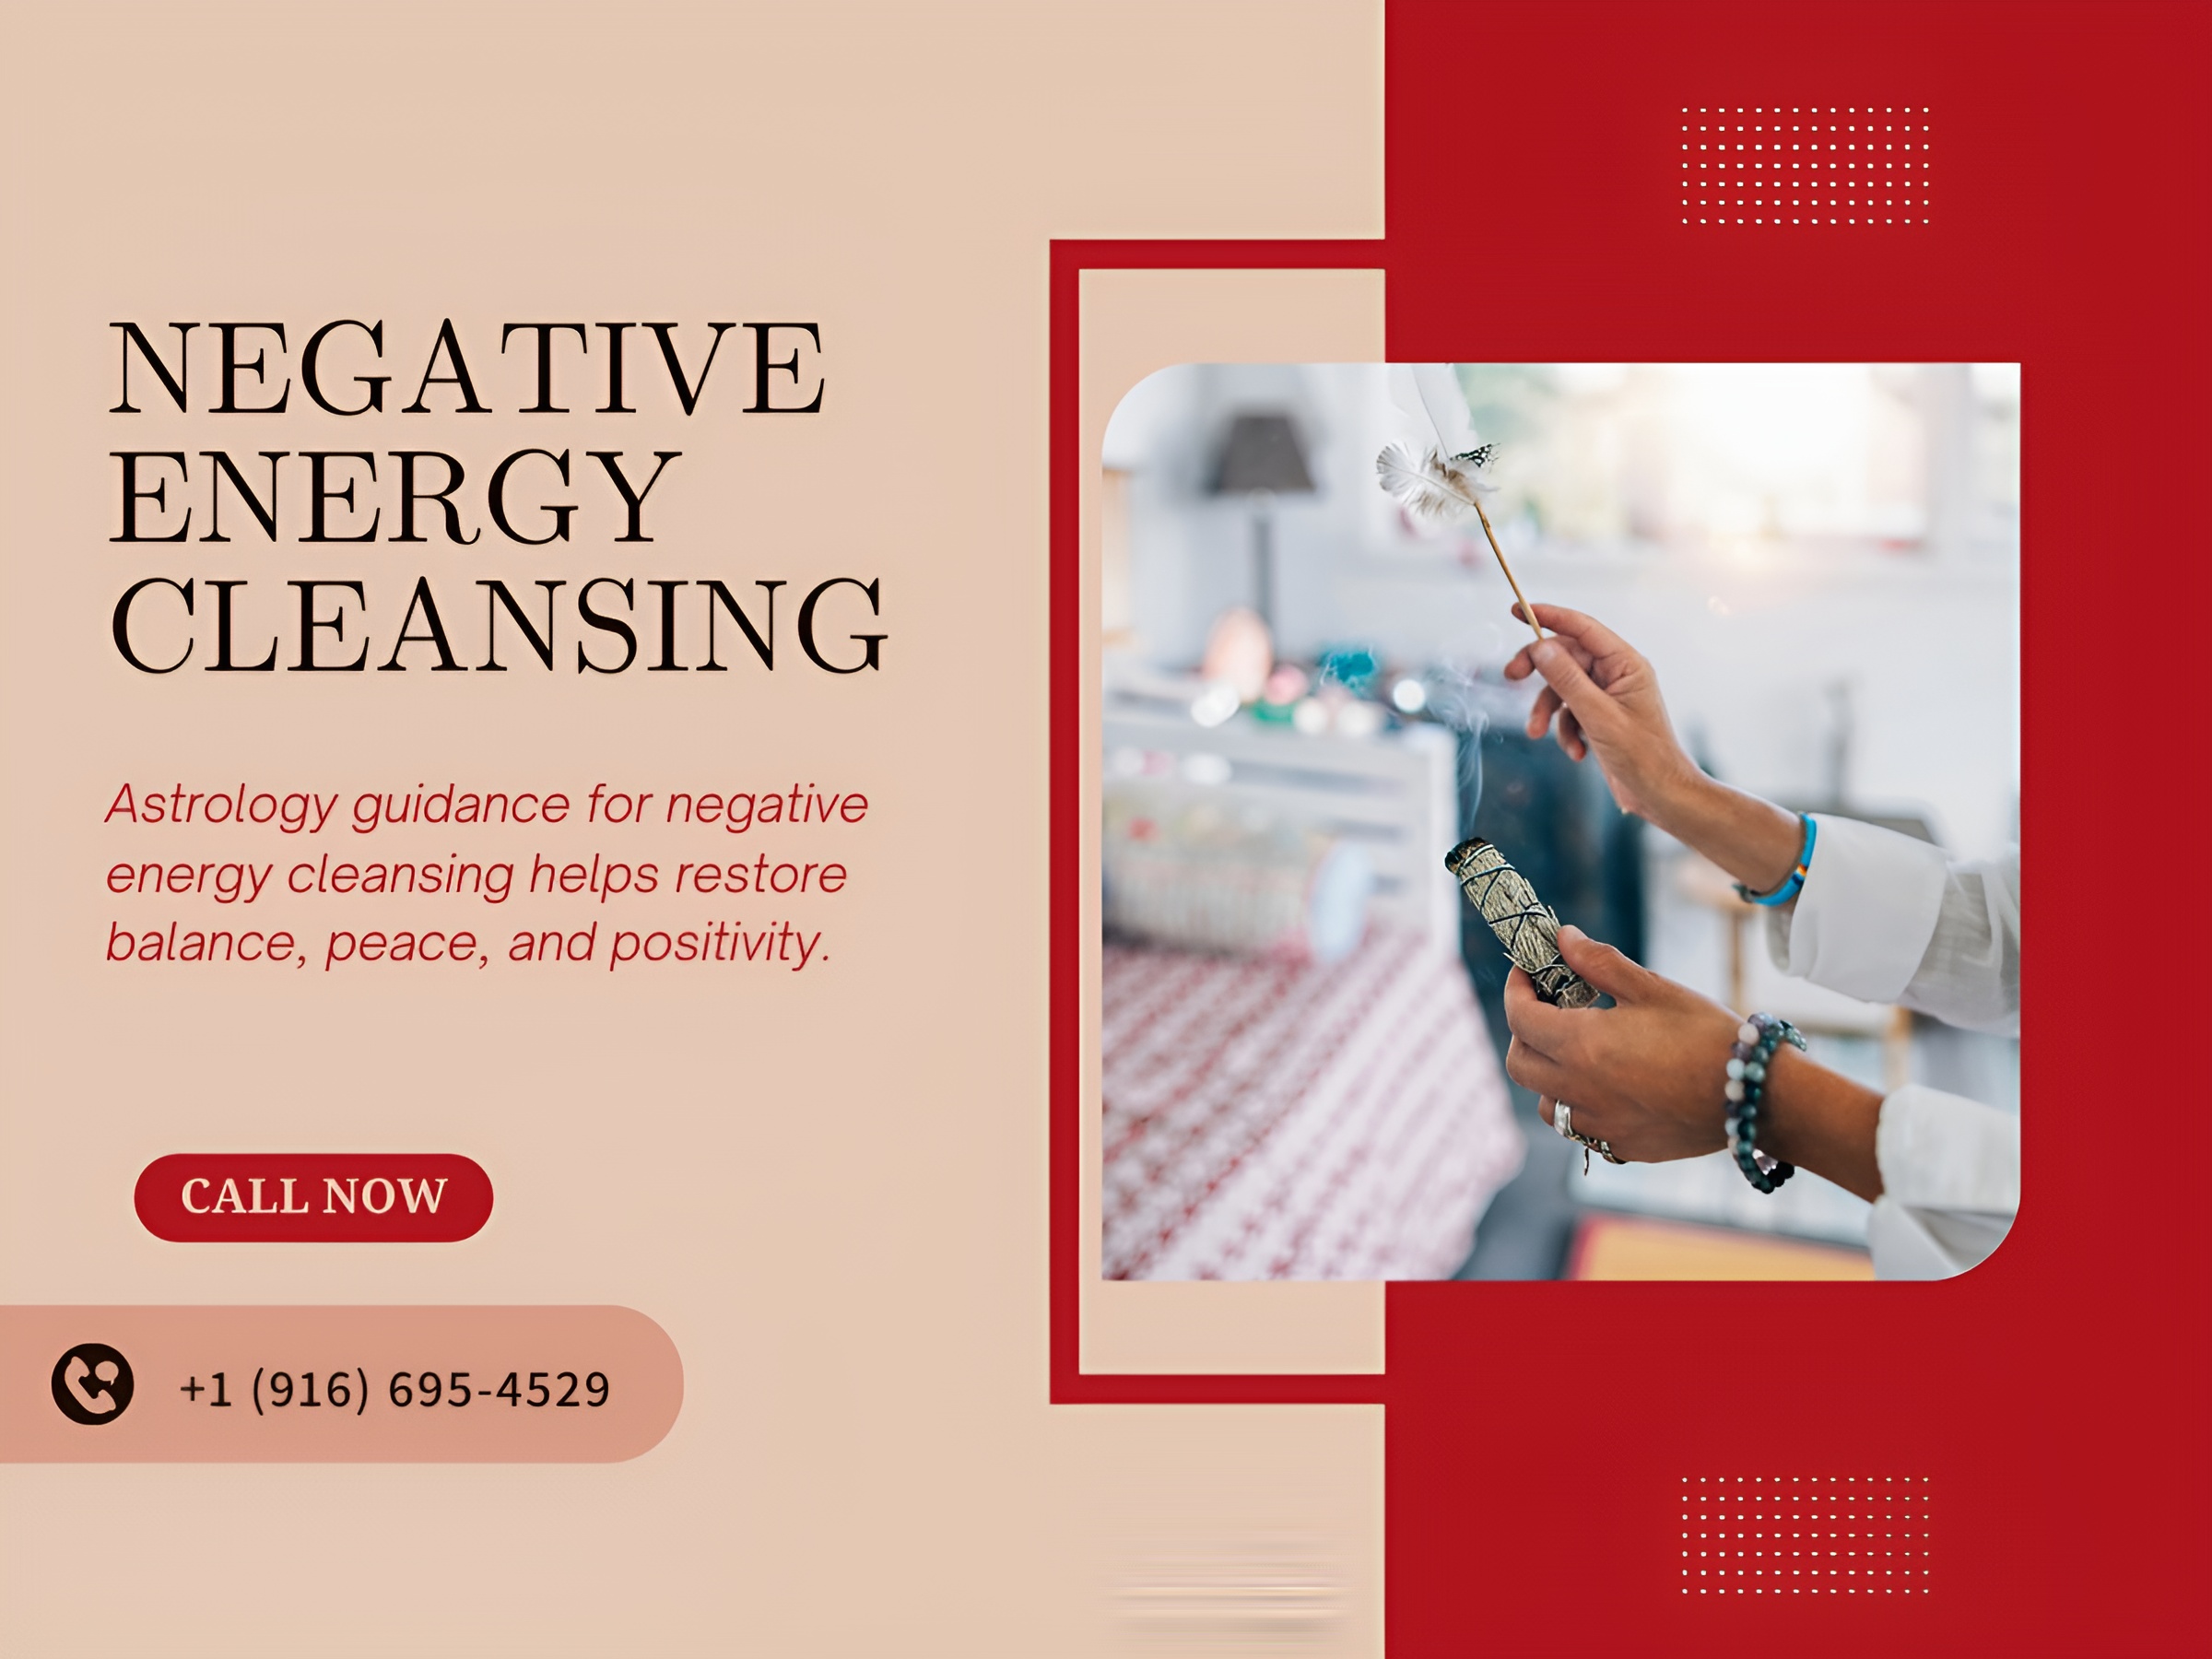 NEGATIVE
ENERGY
CLEANSING
Astrology guidance for negative
energy cleansing helps restore
balance, peace, and positivity.
CALL NOW
+1 (916) 695-4529